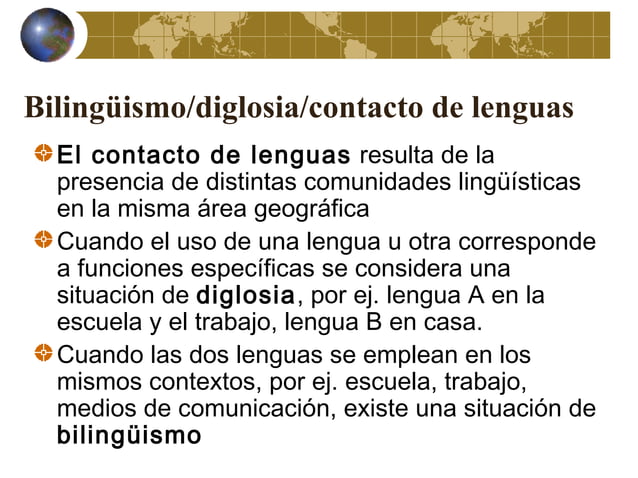 Bilingüismo/diglosia/contacto de lenguas
El contacto de lenguas resulta de la
presencia de distintas comunidades lingüísticas
en la misma área geográfica
Cuando el uso de una lengua u otra corresponde
a funciones específicas se considera una
situación de diglosia, por ej. lengua A en la
escuela y el trabajo, lengua B en casa.
Cuando las dos lenguas se emplean en los
mismos contextos, por ej. escuela, trabajo,
medios de comunicación, existe una situación de
bilingüismo